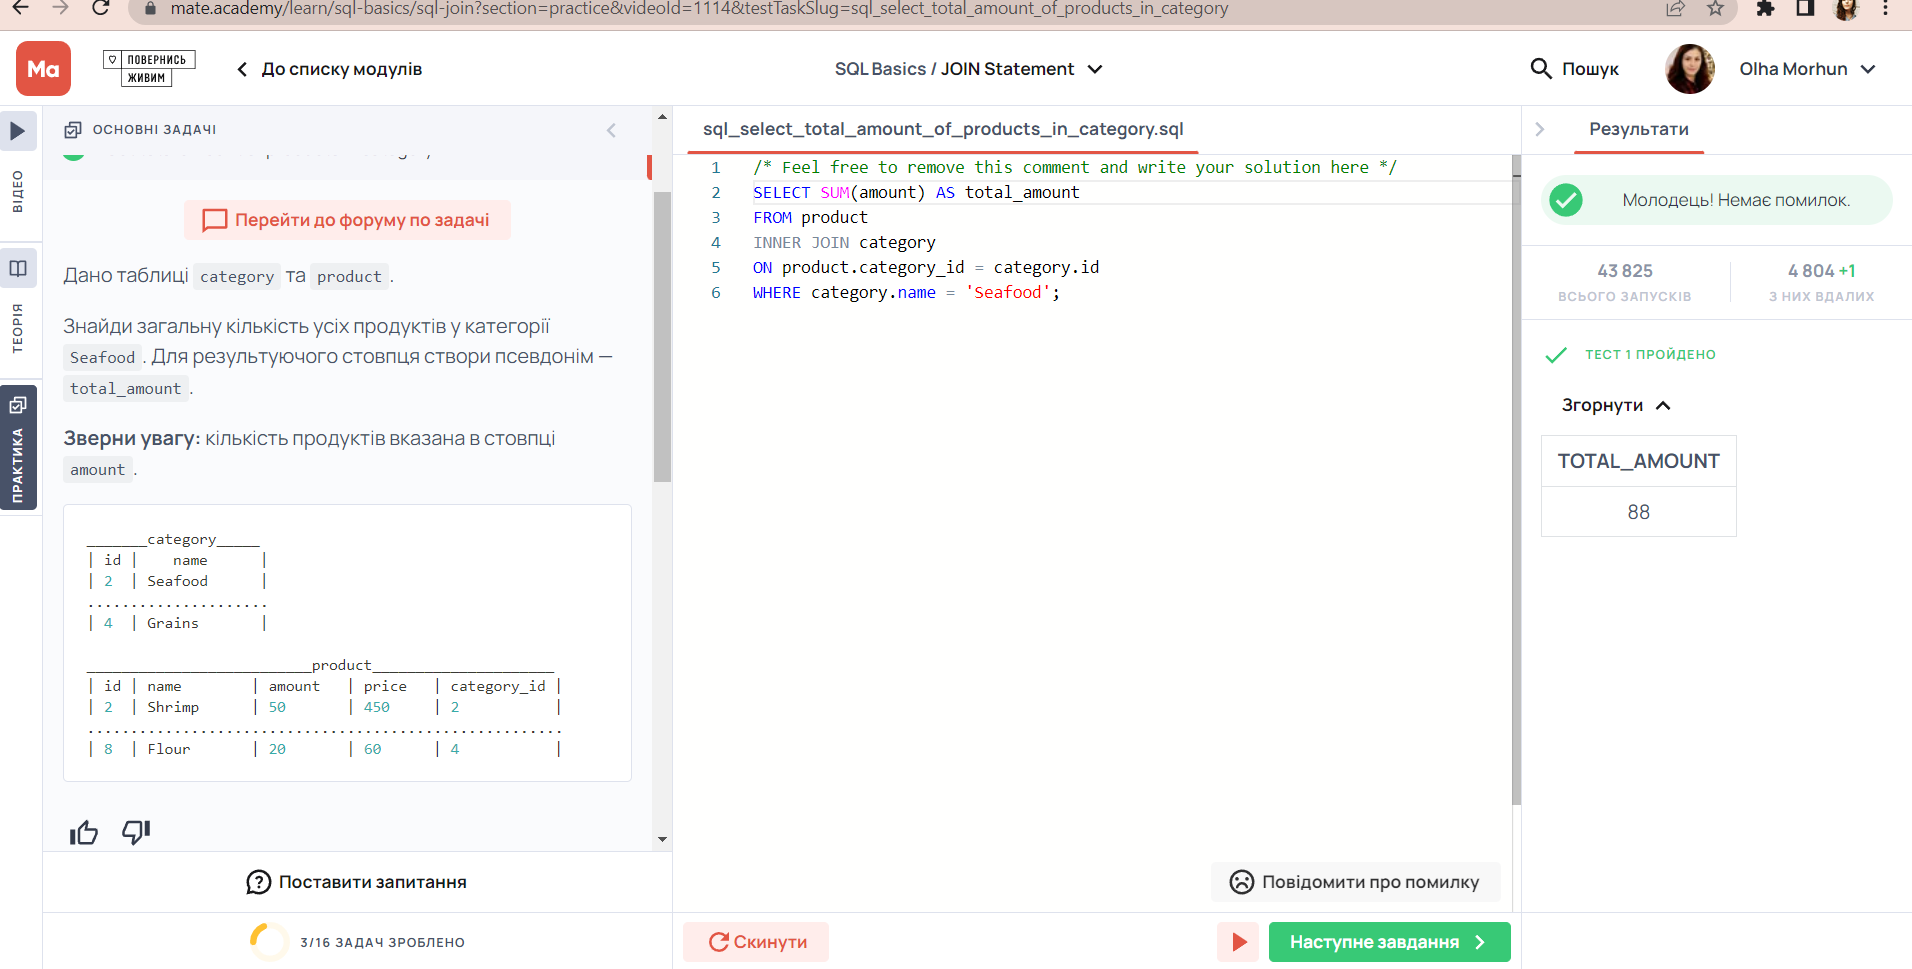 mate.academy/learn/sql-basics/sql-join?section=practice&videoId=1114&testTaskSlug=sql_select_total_amount_of_products_in_category
Ma
ПОВЕРНИСЬ
ЖИВИМ
До списку модулів
SQL Basics / JOIN Statement
Пошук
Olha Morhun
ВІДЕО
ТЕОРІЯ
ПРАКТИКА
ОСНОВНІ ЗАДАЧІ
Перейти до форуму по задачі
Дано таблиці category та product.
Знайди загальну кількість усіх продуктів у категорії
Seafood. Для результуючого стовпця створи псевдонім —
total_amount.
Зверни увагу: кількість продуктів вказана в стовпці
amount.
_______category_____
| id |    name      |
| 2  | Seafood      |
.....................
| 4  | Grains       |
__________________________product_____________________
| id | name        | amount   | price   | category_id |
| 2  | Shrimp      | 50       | 450     | 2           |
.......................................................
| 8  | Flour       | 20       | 60      | 4           |
Поставити запитання
3/16 ЗАДАЧ ЗРОБЛЕНО
sql_select_total_amount_of_products_in_category.sql
1 /* Feel free to remove this comment and write your solution here */
2 SELECT SUM(amount) AS total_amount
3 FROM product
4 INNER JOIN category
5 ON product.category_id = category.id
6 WHERE category.name = 'Seafood';
Повідомити про помилку
Скинути
Наступне завдання
Результати
Молодець! Немає помилок.
43 825
ВСЬОГО ЗАПУСКІВ
4 804 +1
З НИХ ВДАЛИХ
ТЕСТ 1 ПРОЙДЕНО
Згорнути
TOTAL_AMOUNT
88